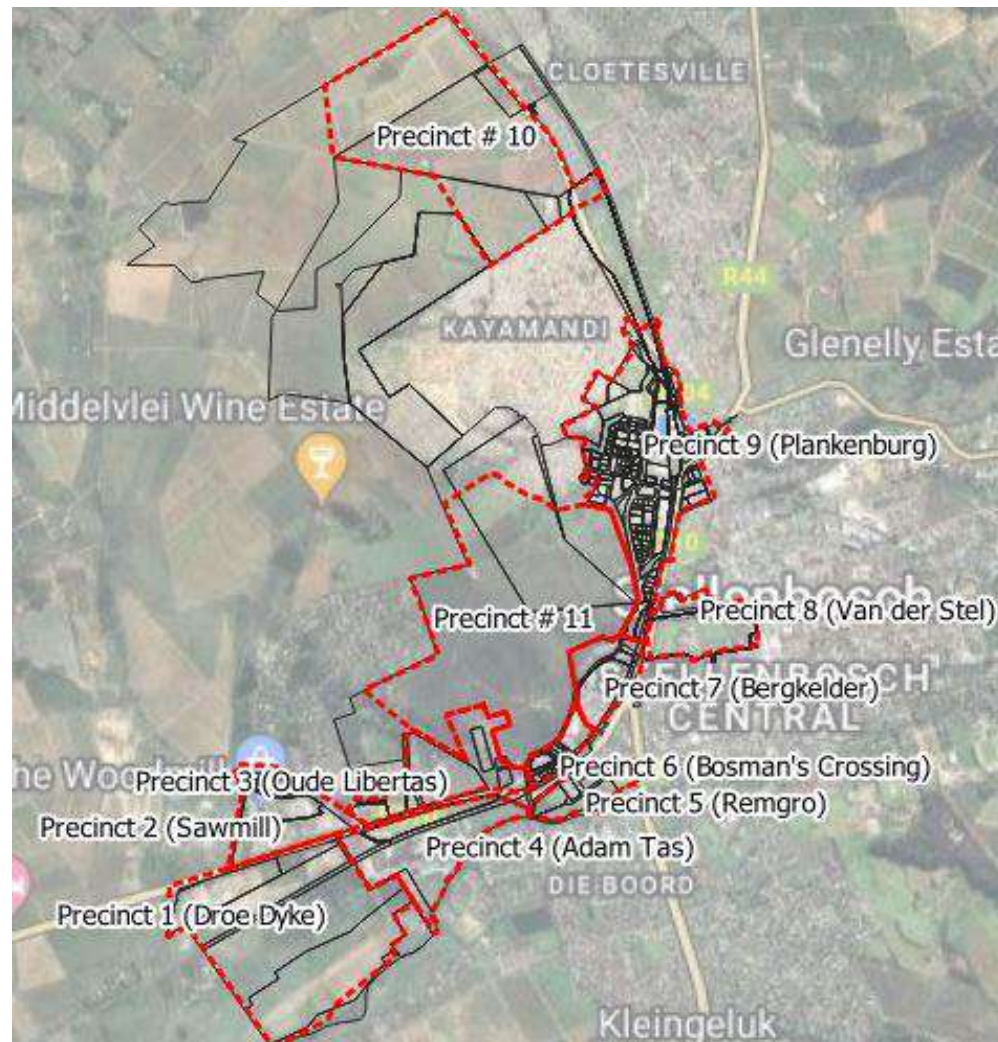 CLOETESVILLE
Precinct # 10
R44
KAYAMANDI
Glenelly Esta
Middelvlei Wine Estate
Precinct 9 (Plankenburg)
Precinct # 11
Precinct 8 (Van der Stel)
Precinct 7 (Bergkelder)
CENTRAL
Precinct 6 (Bosman's Crossing)
Precinct 3 (Oude Libertas)
Precinct 5 (Remgro)
Precinct 2 (Sawmill)
Precinct 4 (Adam Tas)
DIE BOORD
Precinct 1 (Droe Dyke)
Kleingeluk